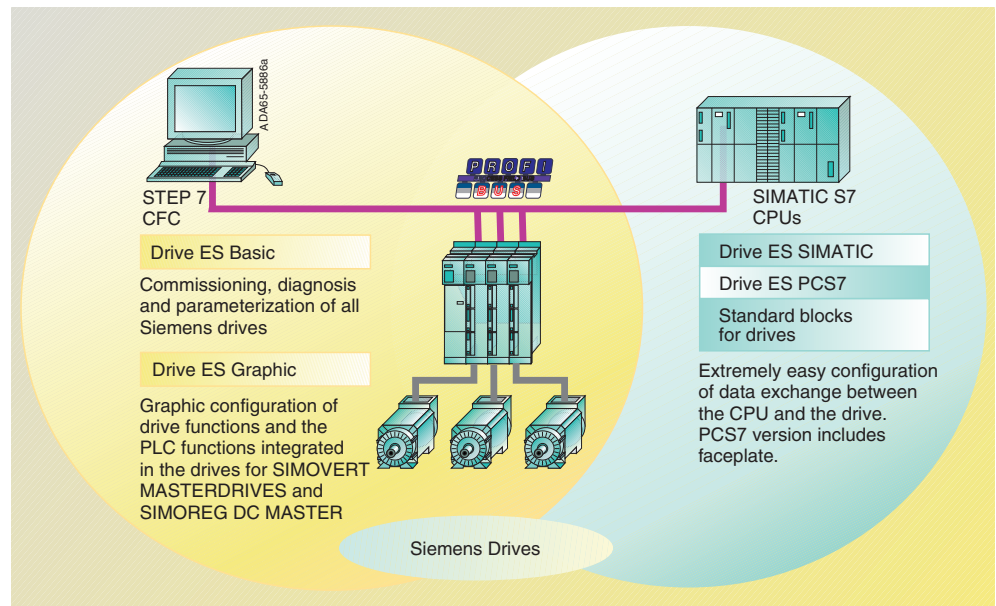 ADA65-5886a
PROFI
BUS
STEP 7
CFC
SIMATIC S7
CPUs
Drive ES Basic
Commissioning, diagnosis
and parameterization of all
Siemens drives
Drive ES Graphic
Graphic configuration of
drive functions and the
PLC functions integrated
in the drives for SIMOVERT
MASTERDRIVES and
SIMOREG DC MASTER
Drive ES SIMATIC
Drive ES PCS7
Standard blocks
for drives
Extremely easy configuration
of data exchange between
the CPU and the drive.
PCS7 version includes
faceplate.
Siemens Drives